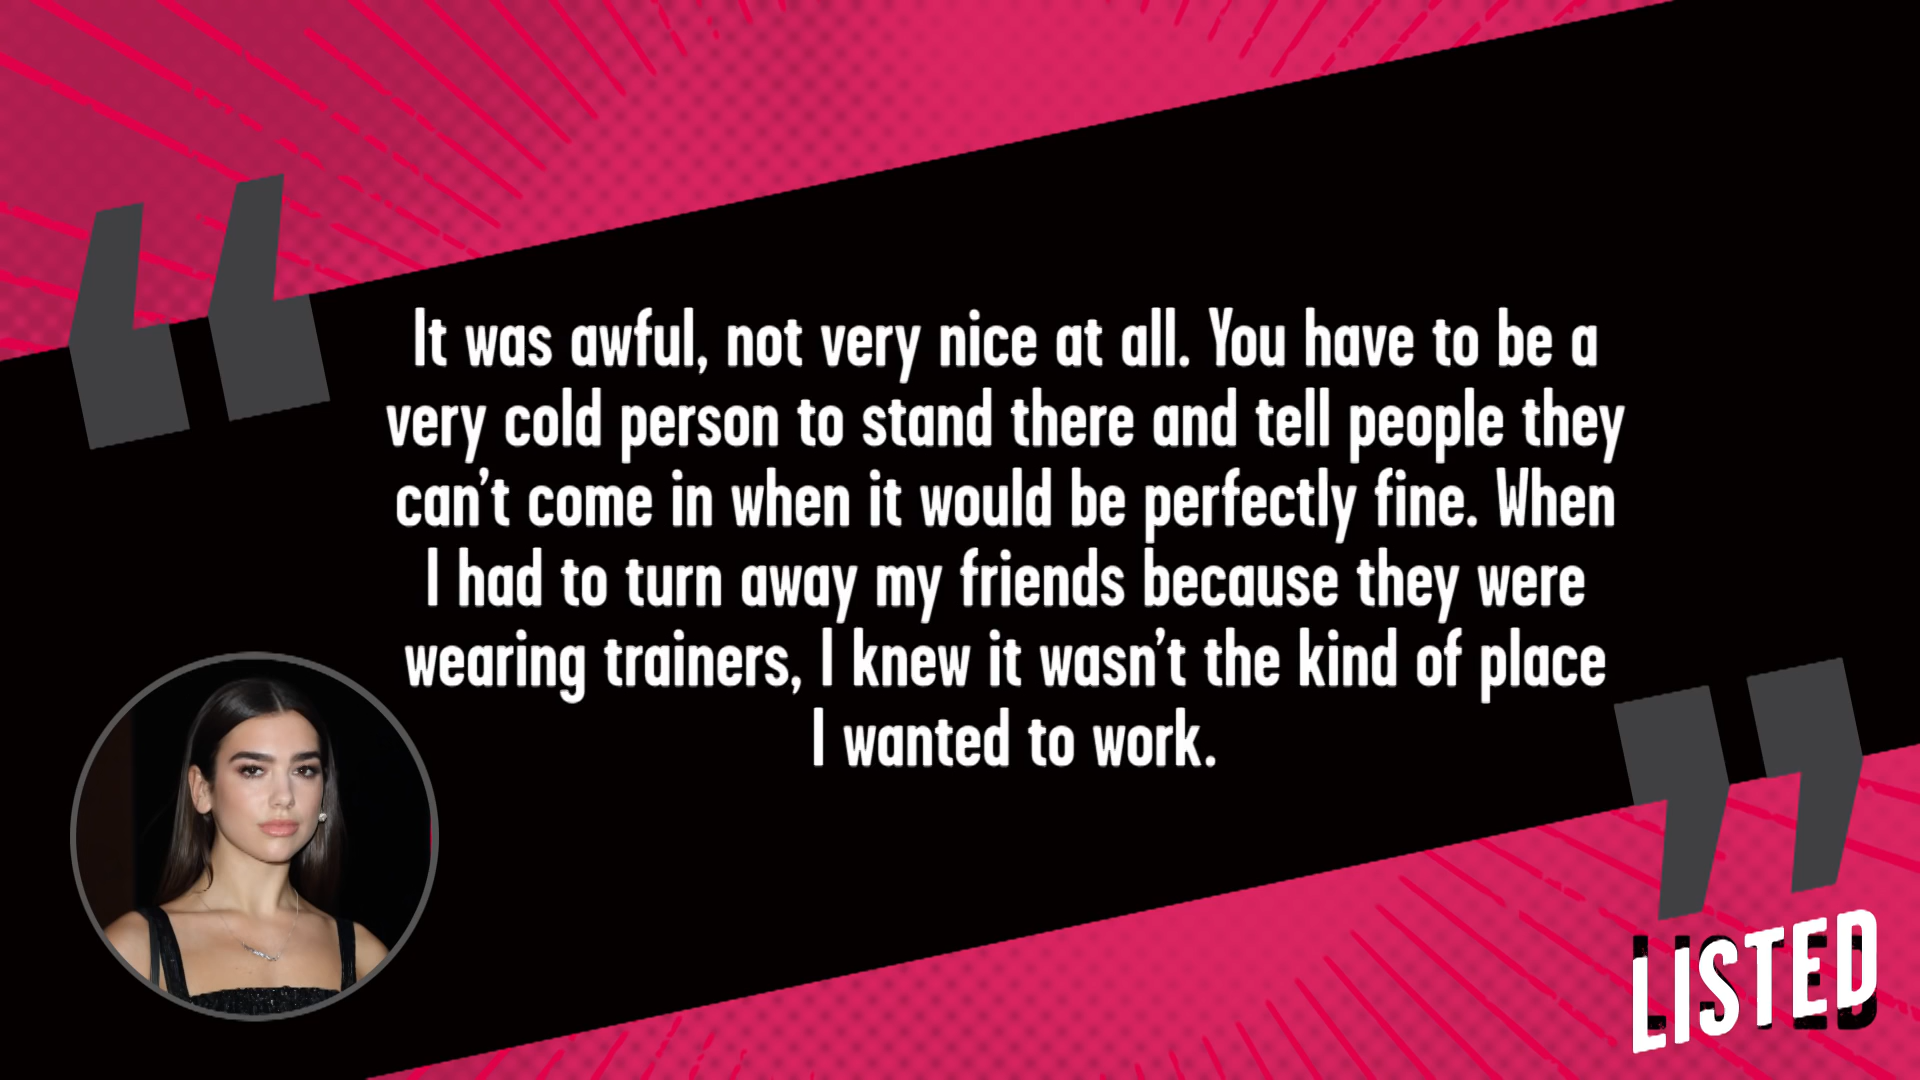 It was awful, not very nice at all. You have to be a
very cold person to stand there and tell people they
can’t come in when it would be perfectly fine. When
I had to turn away my friends because they were
wearing trainers, I knew it wasn’t the kind of place
I wanted to work.
LISTED